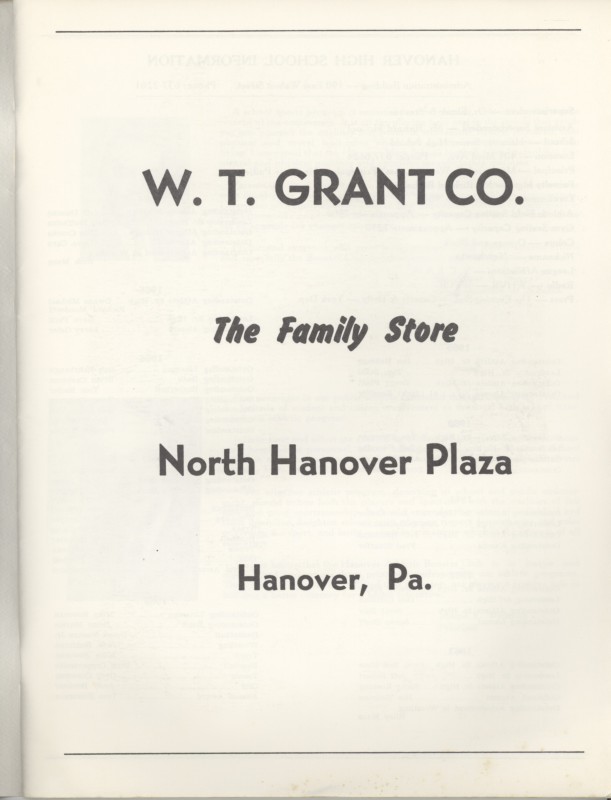 W. T. GRANT CO.
The Family Store
North Hanover Plaza
Hanover, Pa.